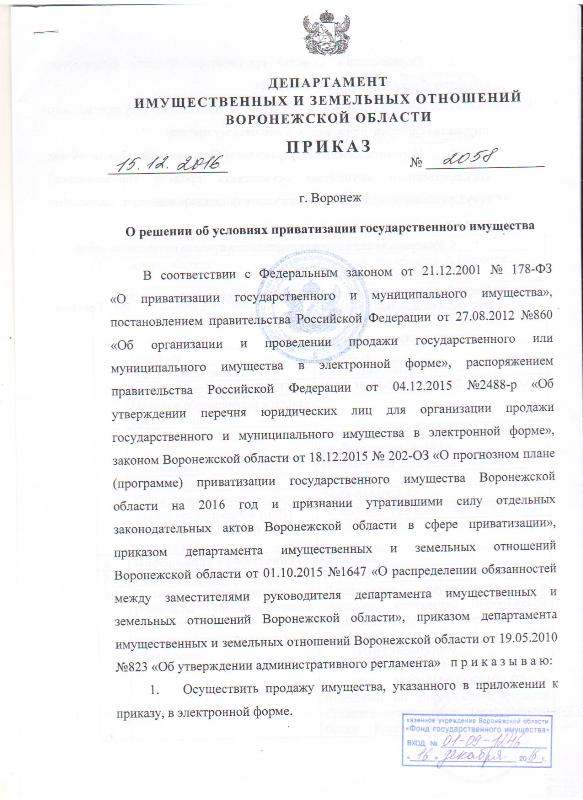 ДЕПАРТАМЕНТ
ИМУЩЕСТВЕННЫХ И ЗЕМЕЛЬНЫХ ОТНОШЕНИЙ
ВОРОНЕЖСКОЙ ОБЛАСТИ
ПРИКАЗ
15.12.2016 № 2058
г. Воронеж
О решении об условиях приватизации государственного имущества
В соответствии с Федеральным законом от 21.12.2001 № 178-ФЗ
«О приватизации государственного и муниципального имущества»,
постановлением правительства Российской Федерации от 27.08.2012 №860
«Об организации и проведении продажи государственного или
муниципального имущества в электронной форме», распоряжением
правительства Российской Федерации от 04.12.2015 №2488-р «Об
утверждении перечня юридических лиц для организации продажи
государственного и муниципального имущества в электронной форме»,
законом Воронежской области от 18.12.2015 № 202-ОЗ «О прогнозном плане
(программе) приватизации государственного имущества Воронежской
области на 2016 год и признании утратившими силу отдельных
законодательных актов Воронежской области в сфере приватизации»,
приказом департамента имущественных и земельных отношений
Воронежской области от 01.10.2015 №1647 «О распределении обязанностей
между заместителями руководителя департамента имущественных и
земельных отношений Воронежской области», приказом департамента
имущественных и земельных отношений Воронежской области от 19.05.2010
№823 «Об утверждении административного регламента» п р и к а з ы в а ю:
1. Осуществить продажу имущества, указанного в приложении к
приказу, в электронной форме.
казенное учреждение Воронежской области
«Фонд государственного имущества»
ВХОД № 01-09-1246
« 16 » декабря 2016 г.